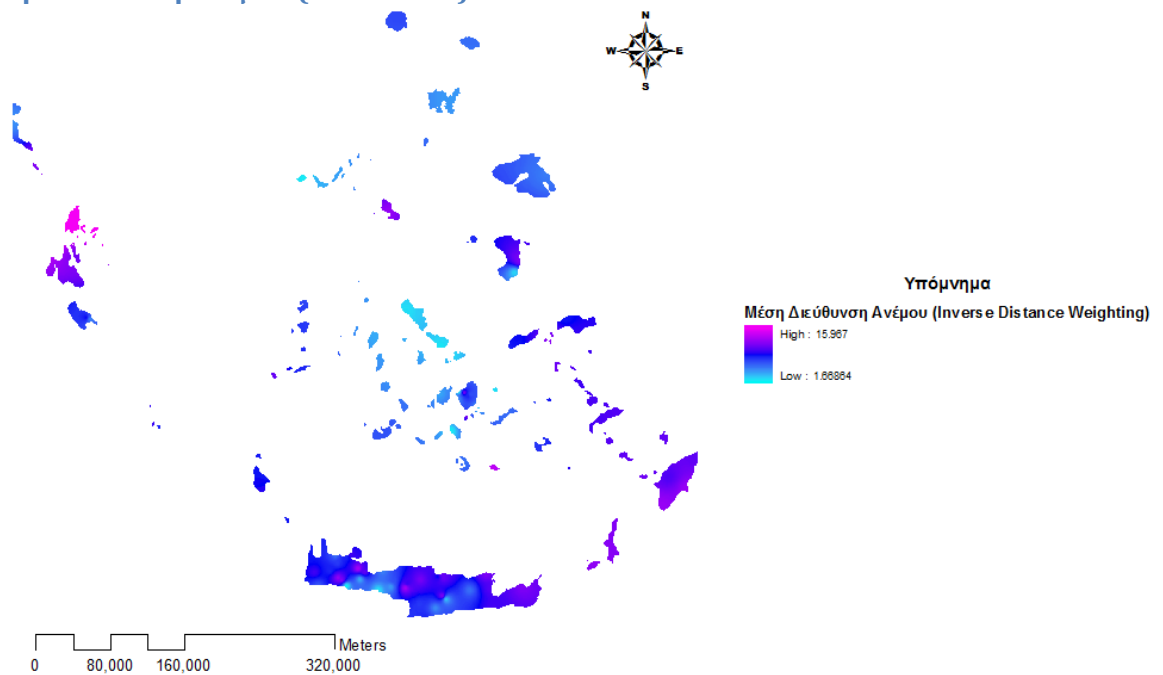 N
W E
S
Υπόμνημα
Μέση Διεύθυνση Ανέμου (Inverse Distance Weighting)
High : 15.967
Low : 1.66864
Meters
0 80,000 160,000 320,000